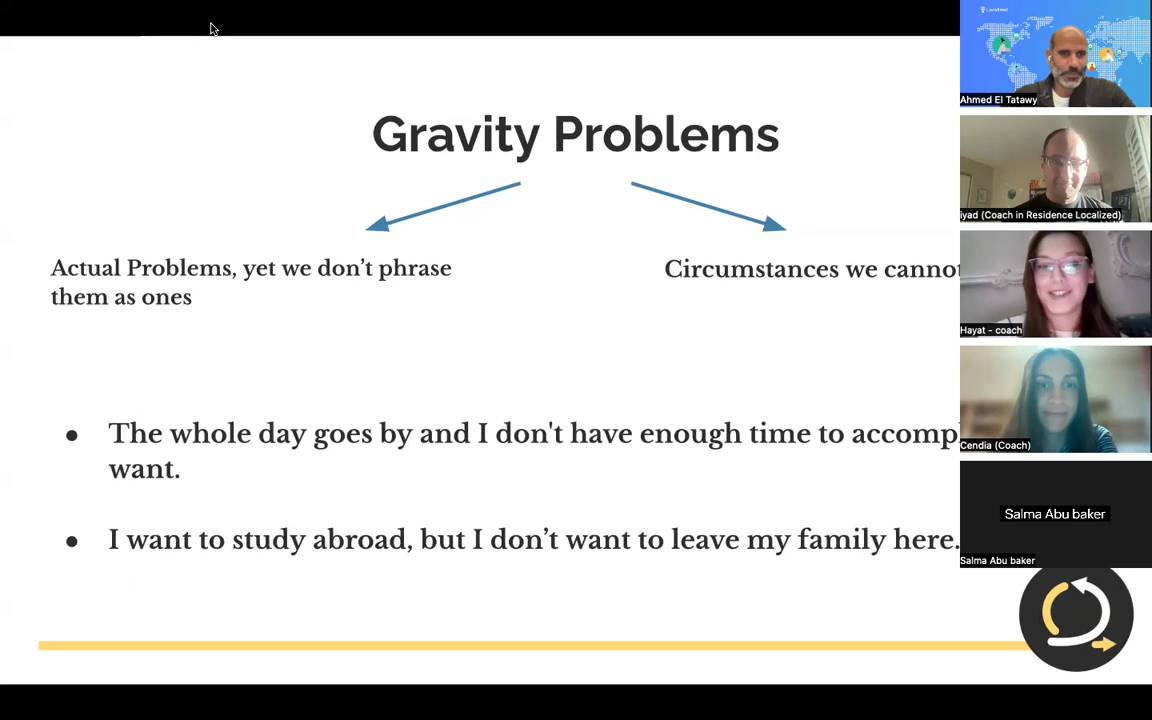 Gravity Problems
Actual Problems, yet we don’t phrase
them as ones
Circumstances we cannot
The whole day goes by and I don't have enough time to accomp
want.
I want to study abroad, but I don’t want to leave my family here.
Localized
Ahmed El Tatawy
iyad (Coach in Residence Localized)
Hayat - coach
Cendia (Coach)
Salma Abu baker
Salma Abu baker